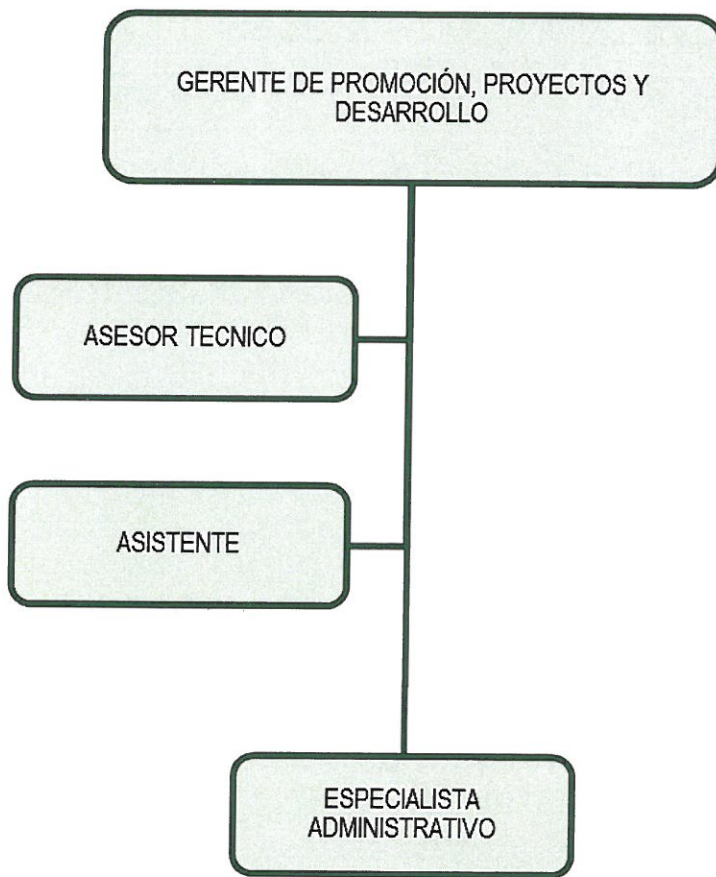 GERENTE DE PROMOCIÓN, PROYECTOS Y
DESARROLLO
ASESOR TECNICO
ASISTENTE
ESPECIALISTA
ADMINISTRATIVO